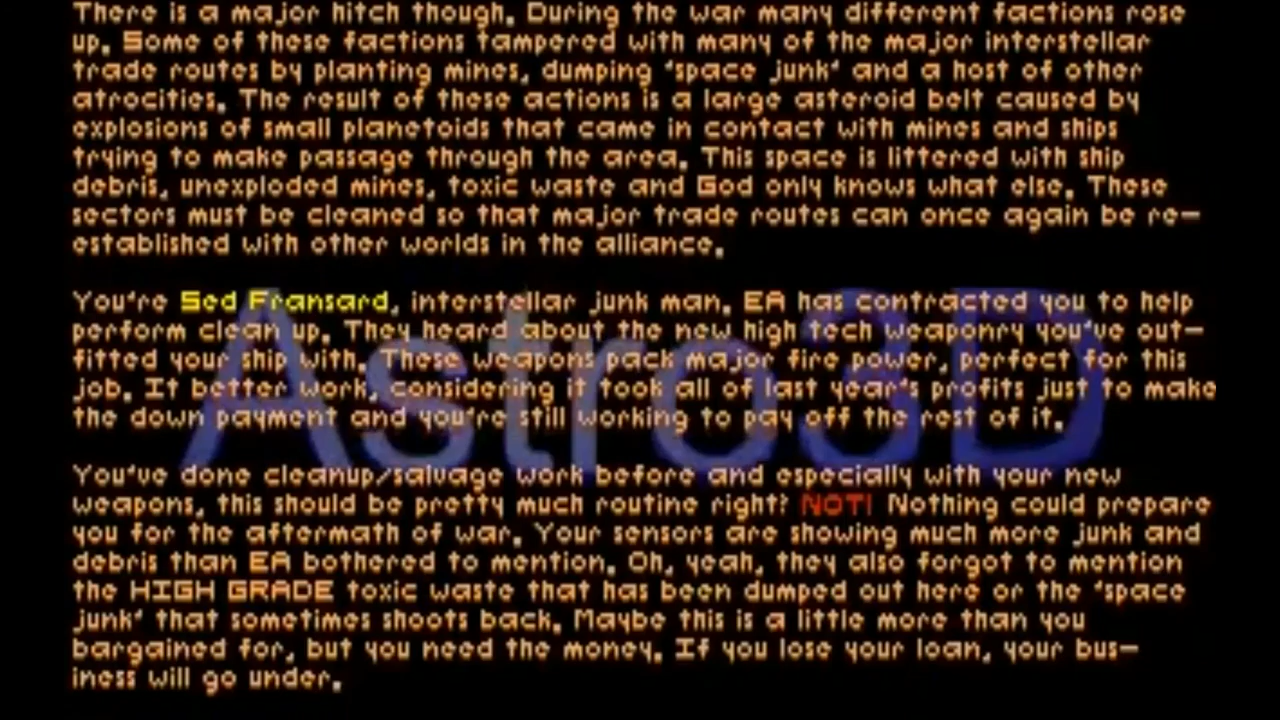 There is a major hitch though. During the war many different factions rose
up. Some of these factions tampered with many of the major interstellar
trade routes by planting mines, dumping 'space junk' and a host of other
atrocities. The result of these actions is a large asteroid belt caused by
explosions of small planetoids that came in contact with mines and ships
trying to make passage through the area. This space is littered with ship
debris, unexploded mines, toxic waste and God only knows what else. These
sectors must be cleaned so that major trade routes can once again be re-
established with other worlds in the alliance.
Astro3D
You're Sed Fransard, interstellar junk man. EA has contracted you to help
perform clean up. They heard about the new high tech weaponry you've out-
fitted your ship with. These weapons pack major fire power, perfect for this
job. It better work, considering it took all of last year's profits just to make
the down payment and you're still working to pay off the rest of it.
You've done cleanup/salvage work before and especially with your new
weapons, this should be pretty much routine right? NOT! Nothing could prepare
you for the aftermath of war. Your sensors are showing much more junk and
debris than EA bothered to mention. Oh, yeah, they also forgot to mention
the HIGH GRADE toxic waste that has been dumped out here or the 'space
junk' that sometimes shoots back. Maybe this is a little more than you
bargained for, but you need the money. If you lose your loan, your bus-
iness will go under.